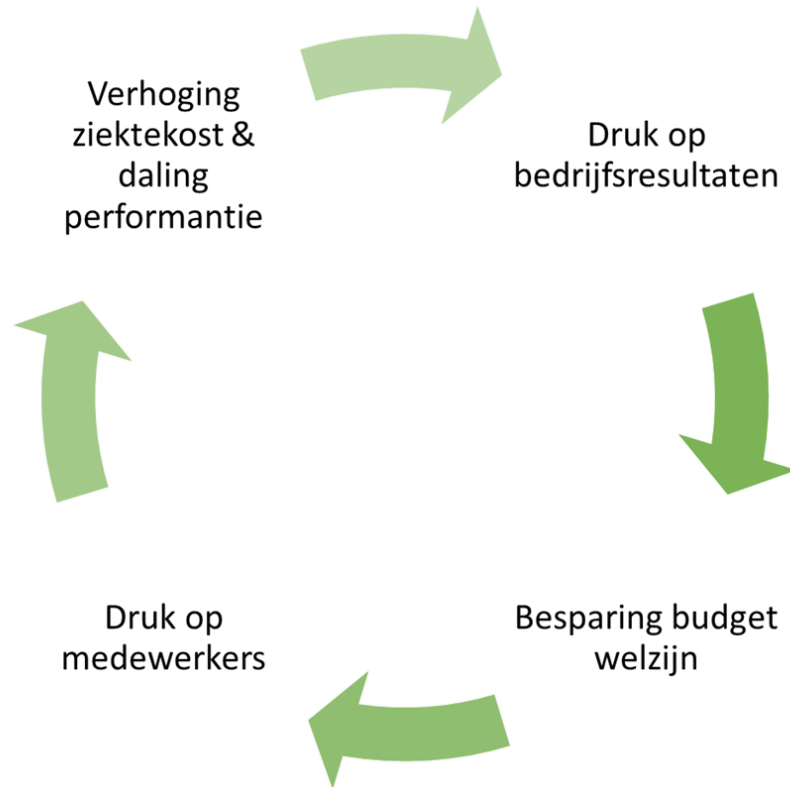 Verhoging
ziektekost &
daling
performantie
Druk op
bedrijfsresultaten
Besparing budget
welzijn
Druk op
medewerkers